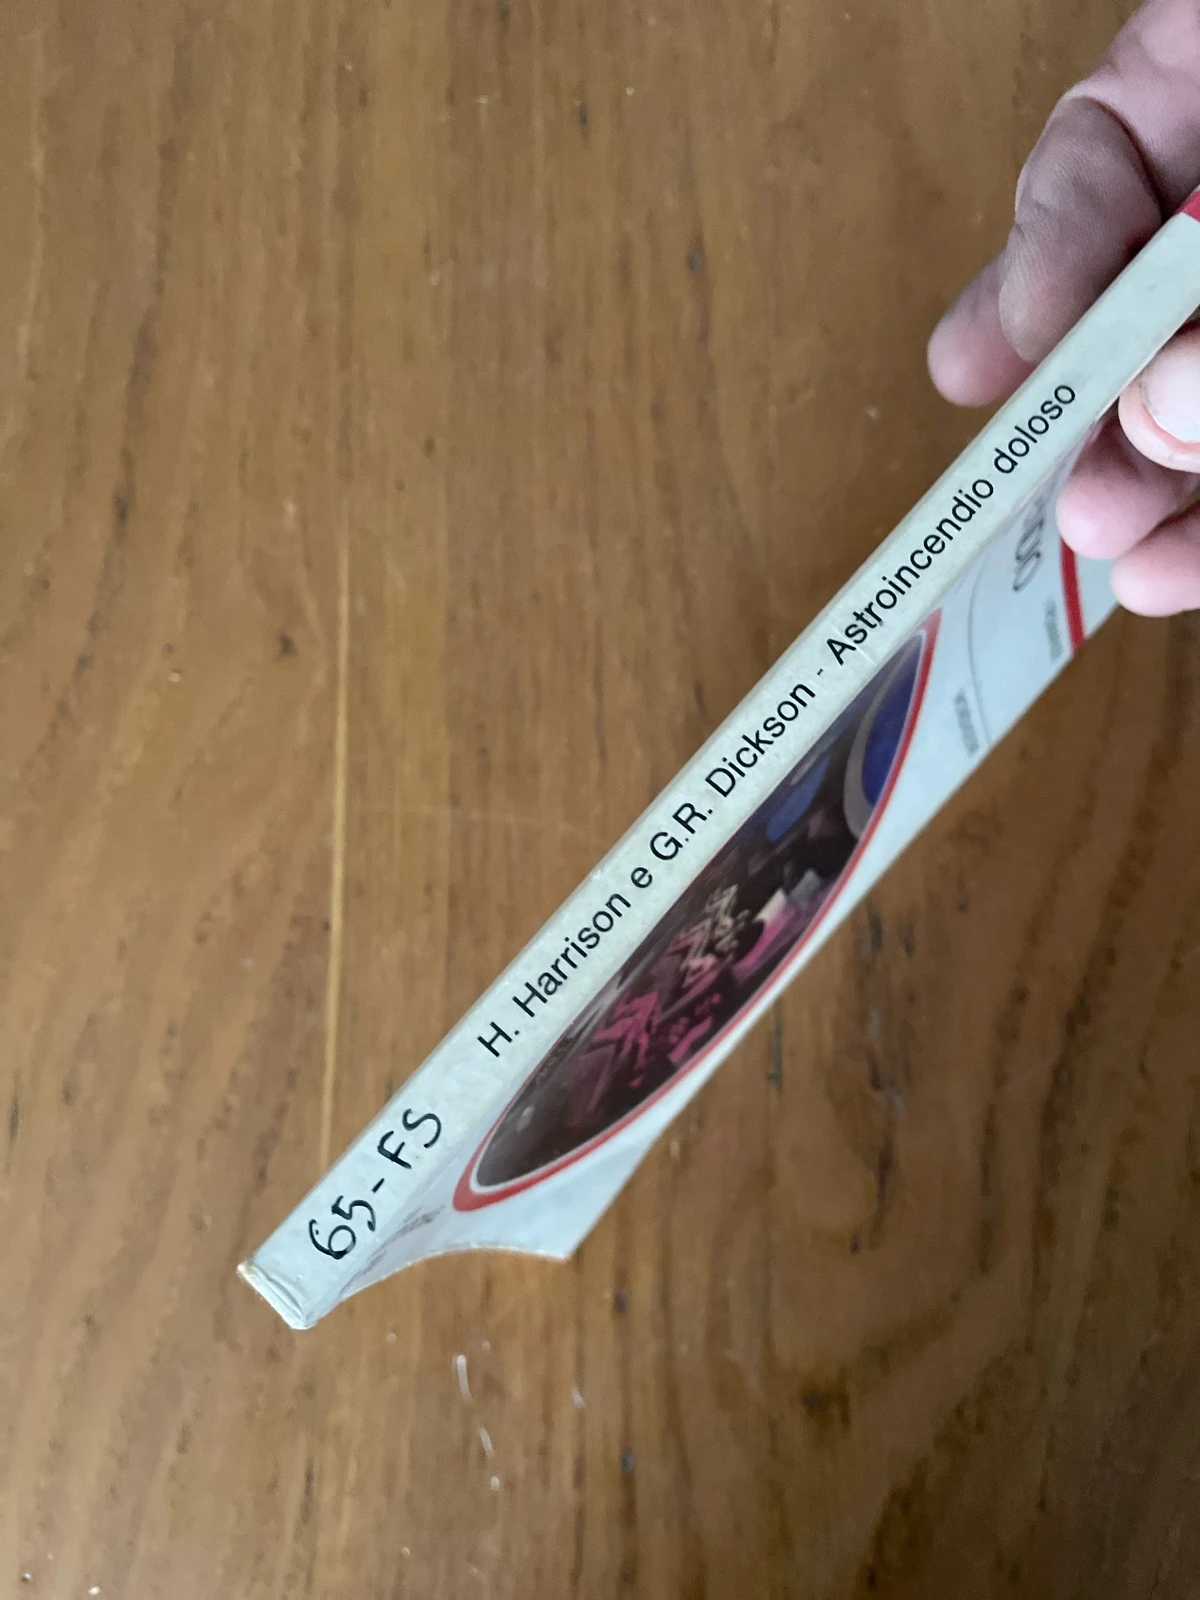 65-FS
H. Harrison e G.R. Dickson - Astroincendio doloso